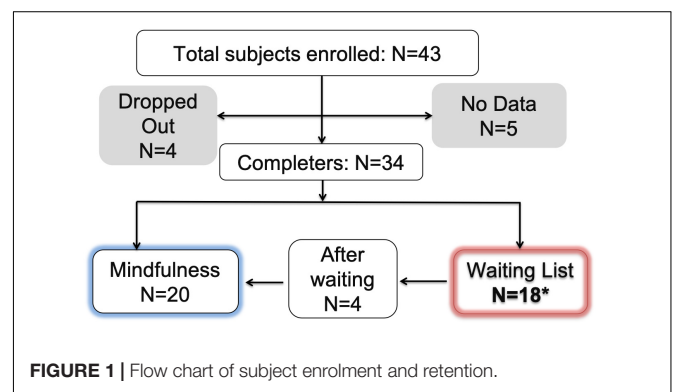 Total subjects enrolled: N=43
Dropped
Out
N=4
No Data
N=5
Completers: N=34
Mindfulness
N=20
After
waiting
N=4
Waiting List
N=18*
FIGURE 1 | Flow chart of subject enrolment and retention.